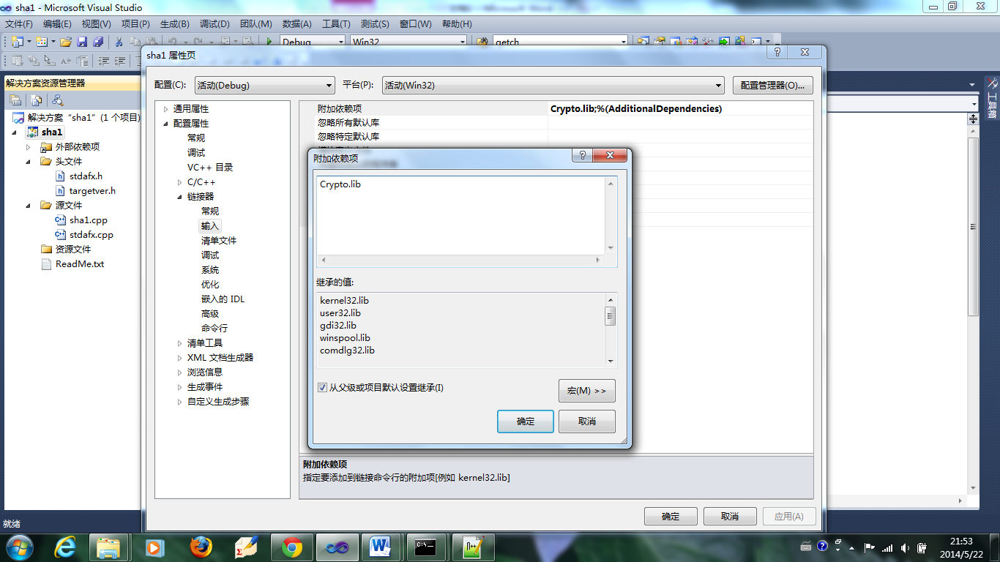 sha1 - Microsoft Visual Studio
文件(F) 编辑(E) 视图(V) 项目(P) 生成(B) 调试(D) 团队(M) 数据(A) 工具(T) 测试(S) 窗口(W) 帮助(H)
Debug Win32 getch
sha1 属性页
解决方案资源管理器
配置(C): 活动(Debug) 平台(P): 活动(Win32) 配置管理器(O)...
工具箱
解决方案“sha1”(1 个项目)
sha1
外部依赖项
头文件
stdafx.h
targetver.h
源文件
sha1.cpp
stdafx.cpp
资源文件
ReadMe.txt
通用属性
配置属性
常规
调试
VC++ 目录
C/C++
链接器
常规
输入
清单文件
调试
系统
优化
嵌入的 IDL
高级
命令行
清单工具
XML 文档生成器
浏览信息
生成事件
自定义生成步骤
附加依赖项 Crypto.lib;%(AdditionalDependencies)
忽略所有默认库
忽略特定默认库
附加依赖项
Crypto.lib
继承的值:
kernel32.lib
user32.lib
gdi32.lib
winspool.lib
comdlg32.lib
从父级或项目默认设置继承(I)
宏(M) >>
确定 取消
附加依赖项
指定要添加到链接命令行的附加项[例如 kernel32.lib]
确定 取消 应用(A)
就绪
21:53
2014/5/22